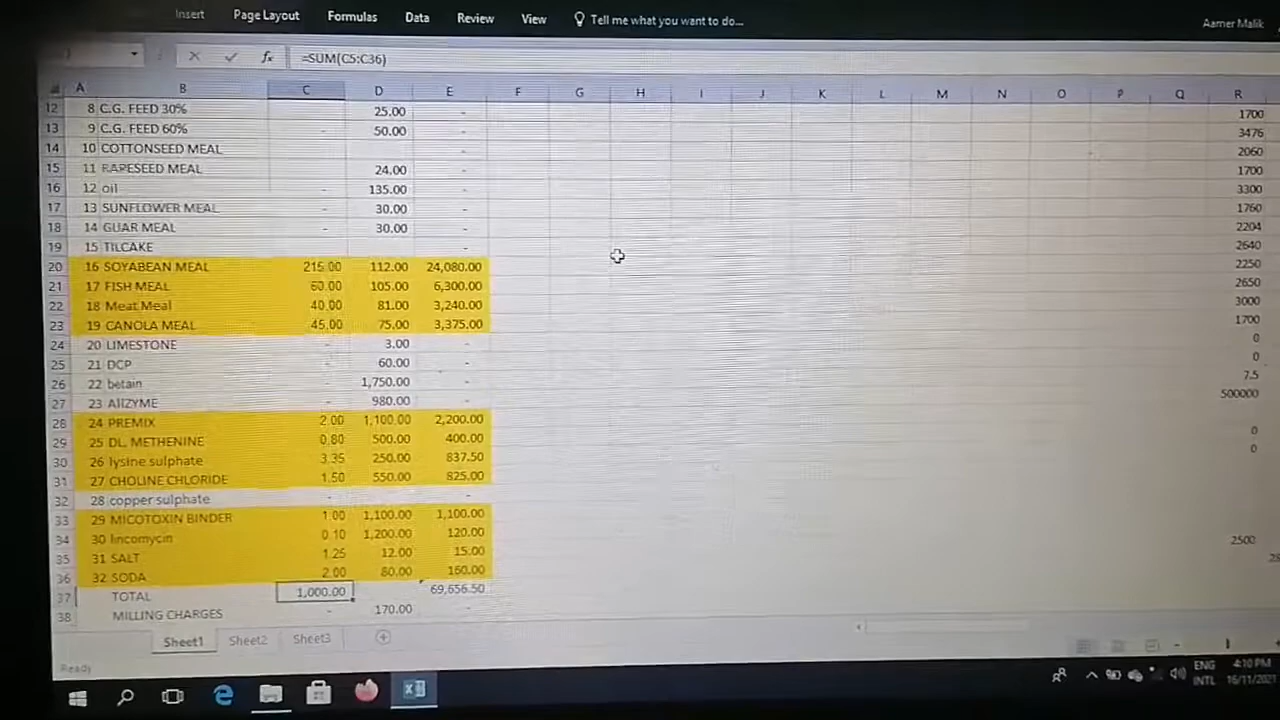 Insert Page Layout Formulas Data Review View Tell me what you want to do... Aamer Malik
fx =SUM(C5:C36)
A B C D E F G H I J K L M N O P Q R
12 8 C.G. FEED 30% 25.00 - 1700
13 9 C.G. FEED 60% - 50.00 - 3476
14 10 COTTONSEED MEAL - 2060
15 11 RAPESEED MEAL 24.00 - 1700
16 12 oil - 135.00 - 3300
17 13 SUNFLOWER MEAL - 30.00 - 1760
18 14 GUAR MEAL - 30.00 - 2204
19 15 TILCAKE - 2640
20 16 SOYABEAN MEAL 215.00 112.00 24,080.00 2250
21 17 FISH MEAL 60.00 105.00 6,300.00 2650
22 18 Meat Meal 40.00 81.00 3,240.00 3000
23 19 CANOLA MEAL 45.00 75.00 3,375.00 1700
24 20 LIMESTONE - 3.00 - 0
25 21 DCP - 60.00 - 0
26 22 betain - 1,750.00 - 7.5
27 23 AllZYME - 980.00 - 500000
28 24 PREMIX 2.00 1,100.00 2,200.00
29 25 DL. METHENINE 0.80 500.00 400.00 0
30 26 lysine sulphate 3.35 250.00 837.50 0
31 27 CHOLINE CHLORIDE 1.50 550.00 825.00
32 28 copper sulphate - - -
33 29 MICOTOXIN BINDER 1.00 1,100.00 1,100.00
34 30 lincomycin 0.10 1,200.00 120.00 2500
35 31 SALT 1.25 12.00 15.00
36 32 SODA 2.00 80.00 160.00
37 TOTAL 1,000.00 69,656.50
38 MILLING CHARGES - 170.00 -
Sheet1 Sheet2 Sheet3
Ready
ENG 4:10 PM
INTL